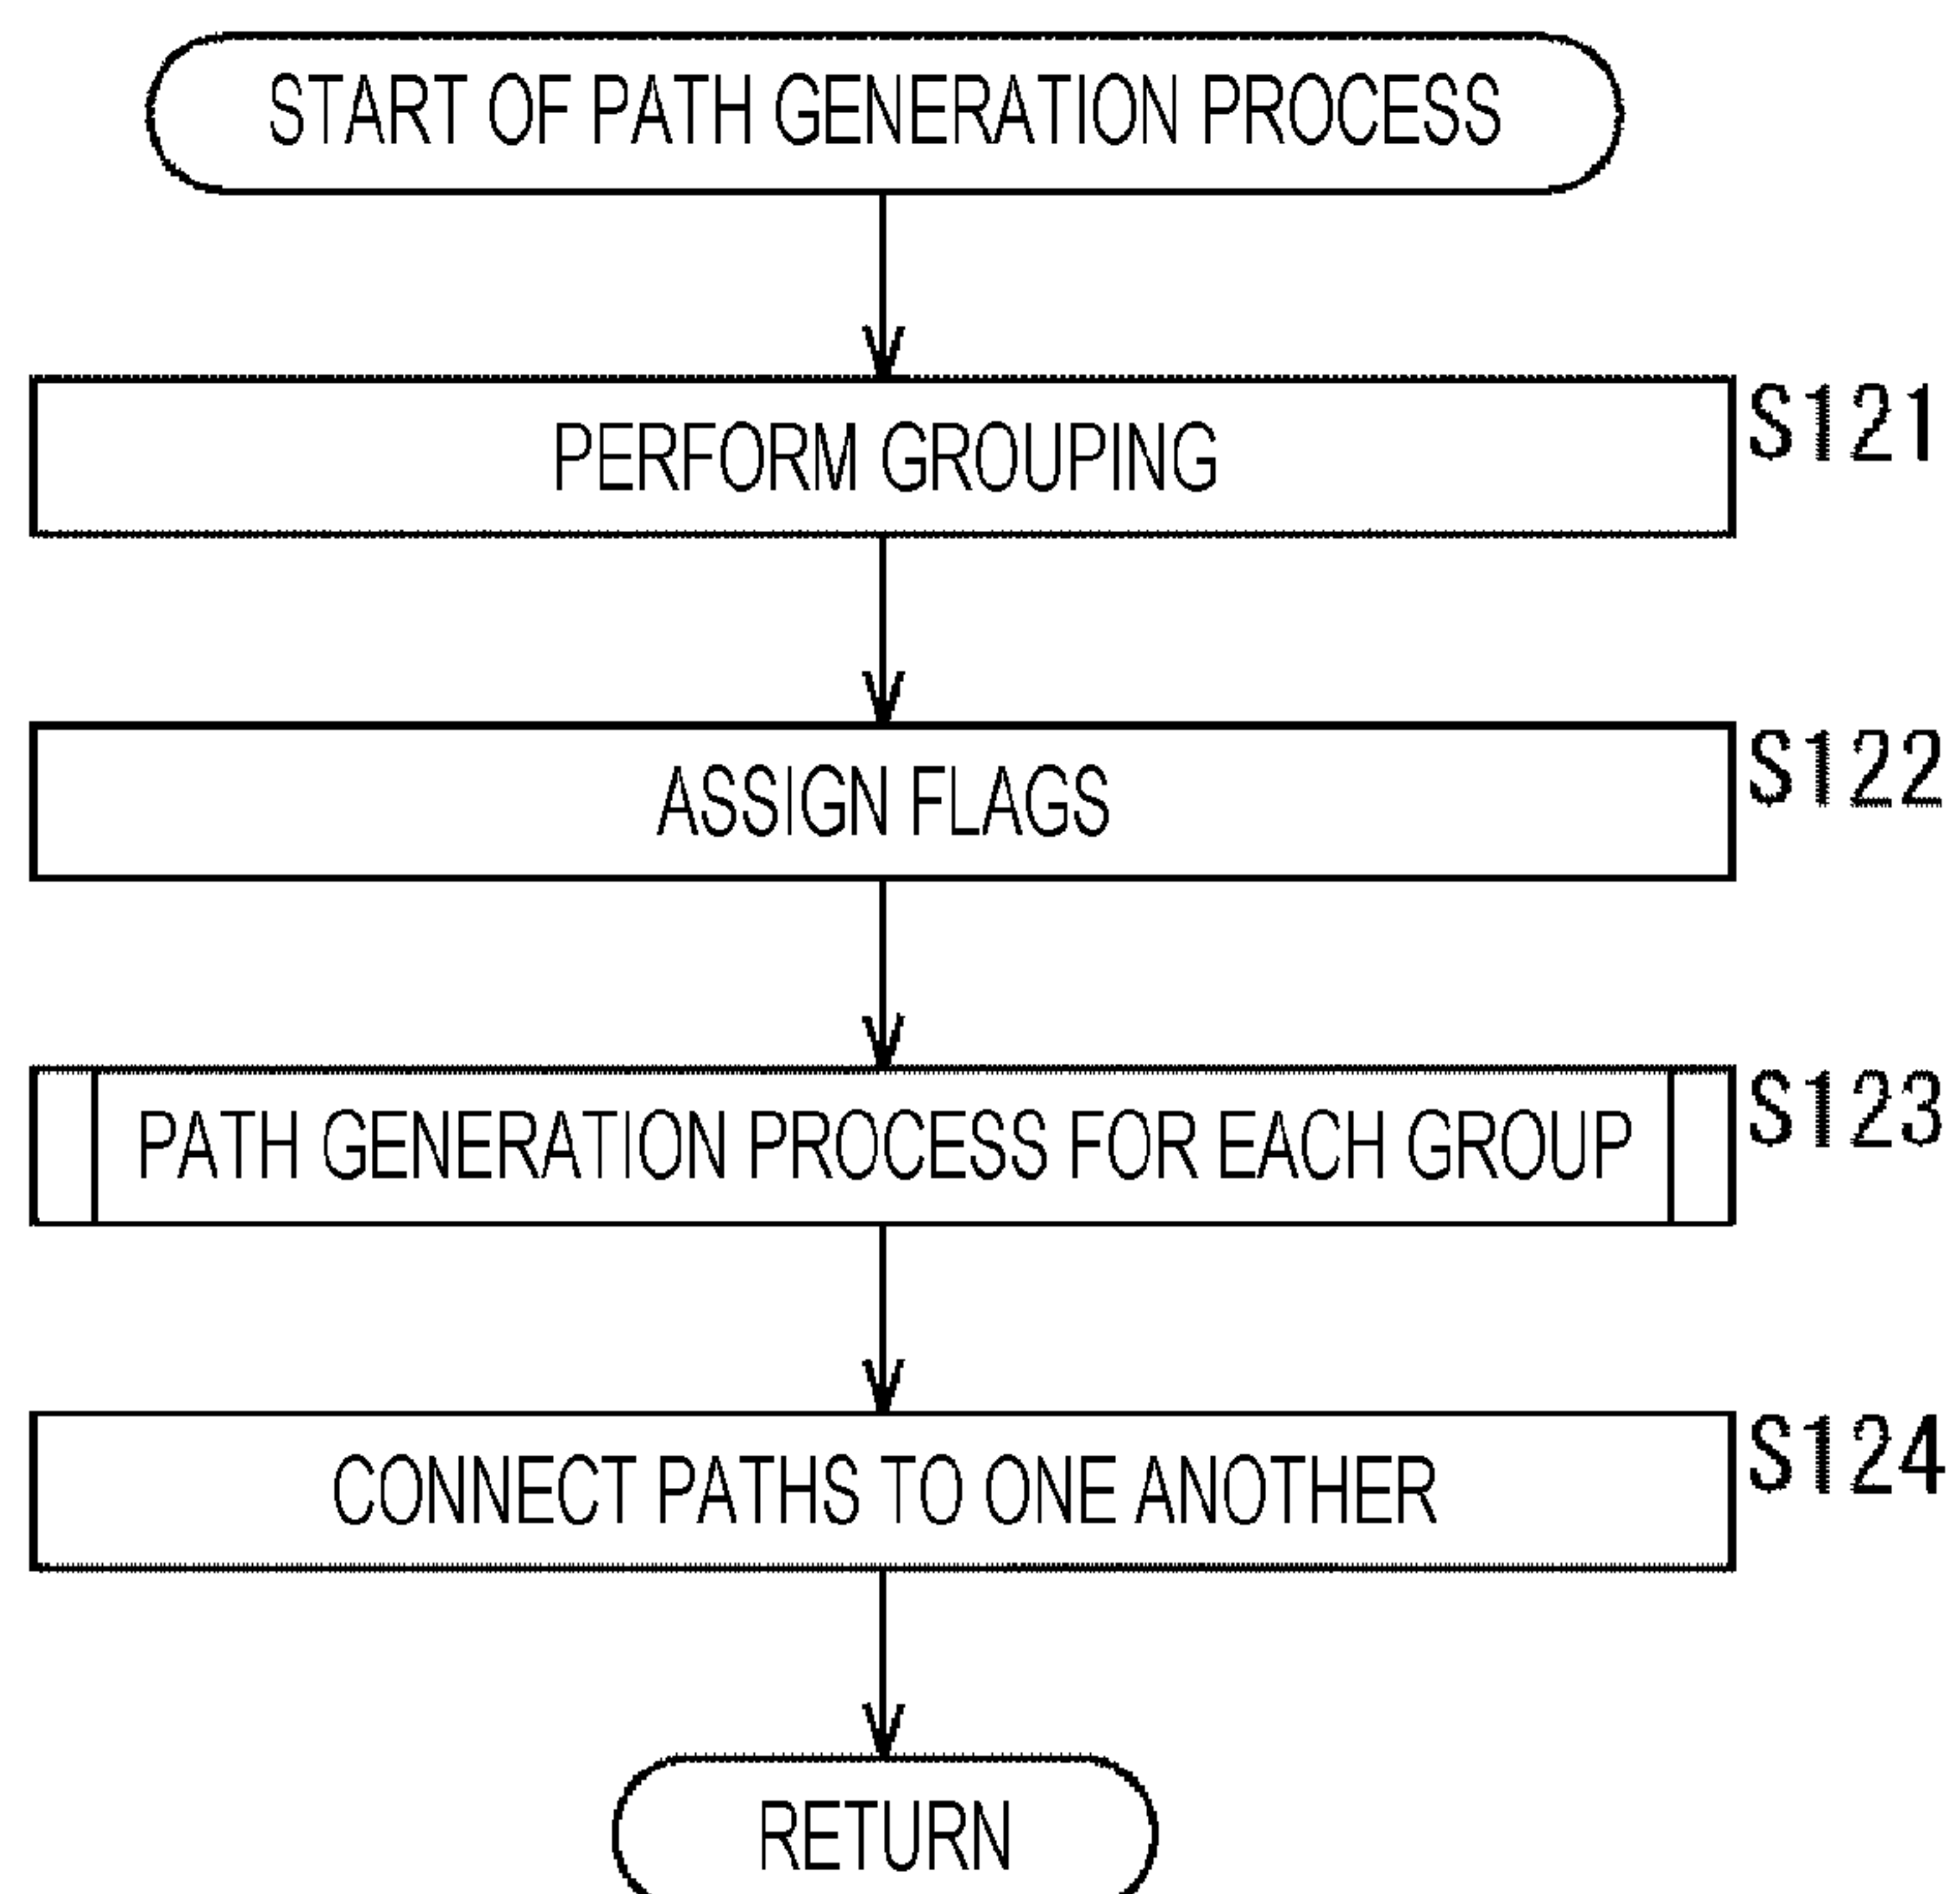 START OF PATH GENERATION PROCESS
PERFORM GROUPING
S121
ASSIGN FLAGS
S122
PATH GENERATION PROCESS FOR EACH GROUP
S123
CONNECT PATHS TO ONE ANOTHER
S124
RETURN